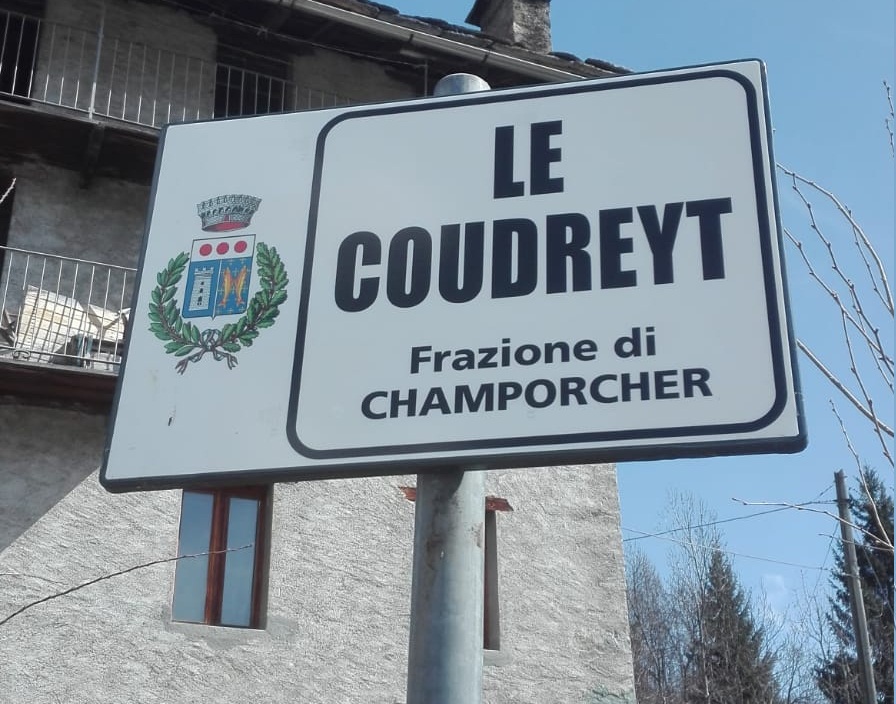 LE
COUDREYT
Frazione di
CHAMPORCHER